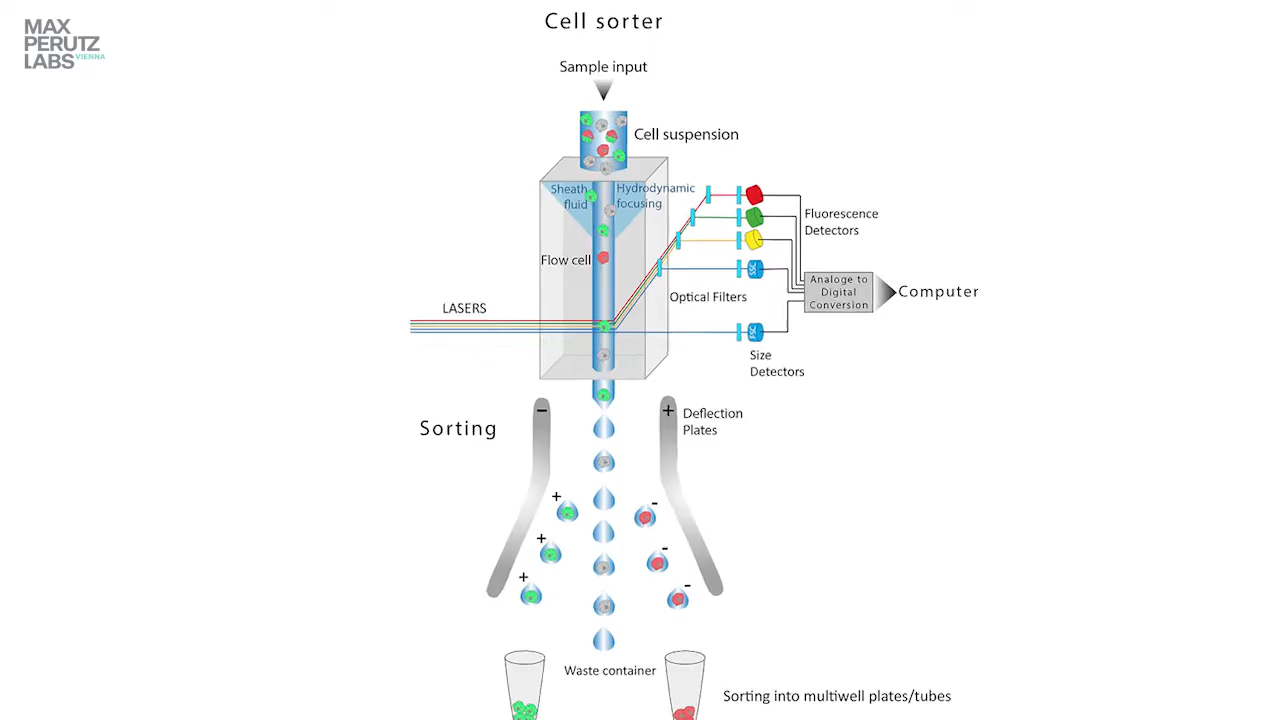 MAX
PERUTZ
LABS VIENNA
Cell sorter
Sample input
Cell suspension
Sheath
fluid
Hydrodynamic
focusing
Flow cell
LASERS
Fluorescence
Detectors
SSC
Optical Filters
Analoge to
Digital
Conversion
Computer
FSC
Size
Detectors
Sorting
−
+
Deflection
Plates
+
-
+
-
+
-
Waste container
Sorting into multiwell plates/tubes